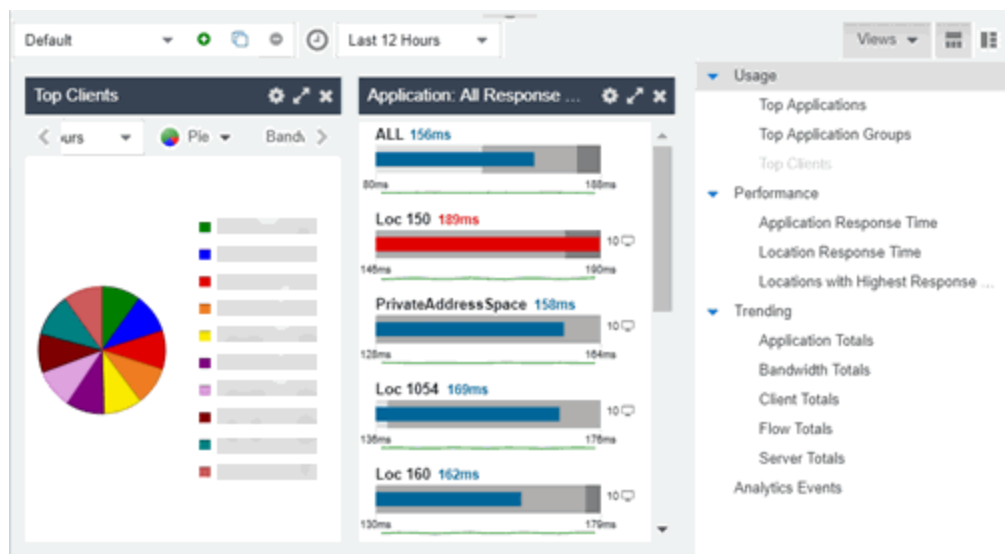 Default
Last 12 Hours
Views
Top Clients
urs
Pie
Band
Application: All Response ...
ALL 156ms
80ms 188ms
Loc 150 189ms
10
146ms 190ms
PrivateAddressSpace 158ms
10
128ms 164ms
Loc 1054 169ms
10
136ms 176ms
Loc 160 162ms
10
130ms 179ms
Usage
Top Applications
Top Application Groups
Top Clients
Performance
Application Response Time
Location Response Time
Locations with Highest Response ...
Trending
Application Totals
Bandwidth Totals
Client Totals
Flow Totals
Server Totals
Analytics Events